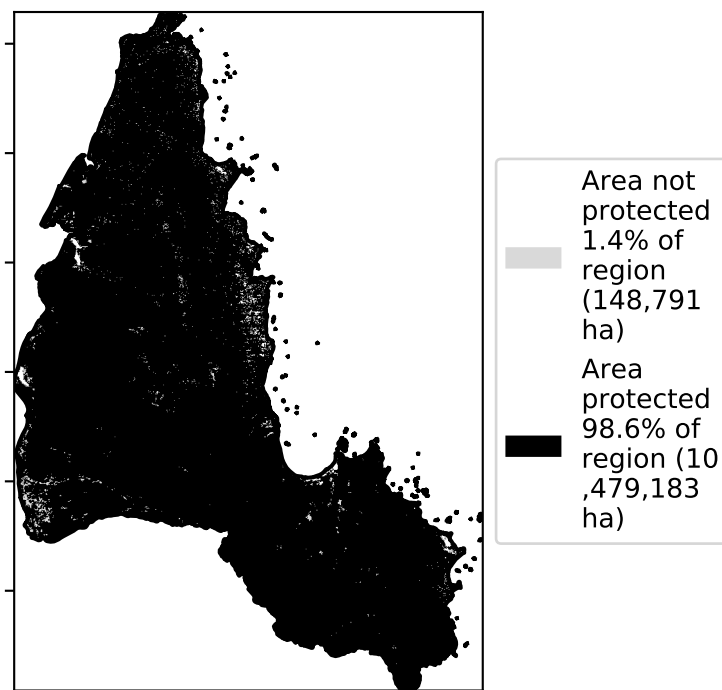 Area not
protected
1.4% of
region
(148,791
ha)
Area
protected
98.6% of
region (10
,479,183
ha)